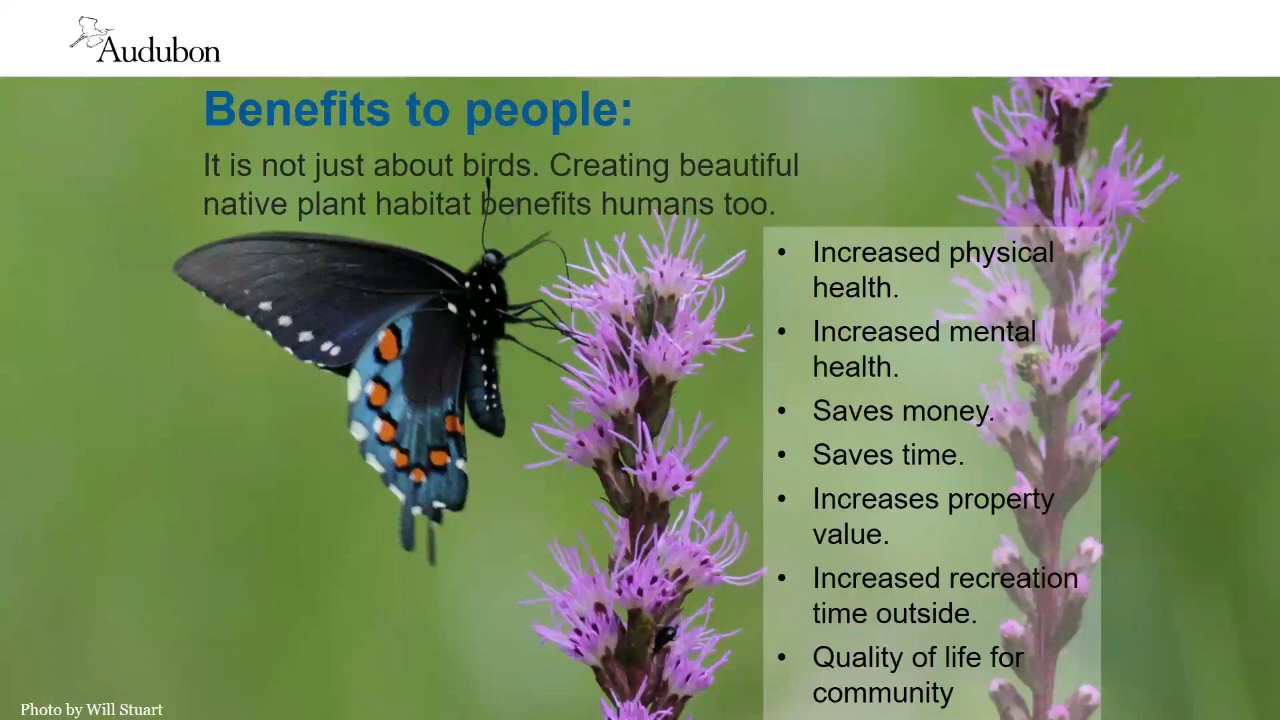 Audubon
Benefits to people:
It is not just about birds. Creating beautiful
native plant habitat benefits humans too.
• Increased physical
health.
• Increased mental
health.
• Saves money.
• Saves time.
• Increases property
value.
• Increased recreation
time outside.
• Quality of life for
community
Photo by Will Stuart